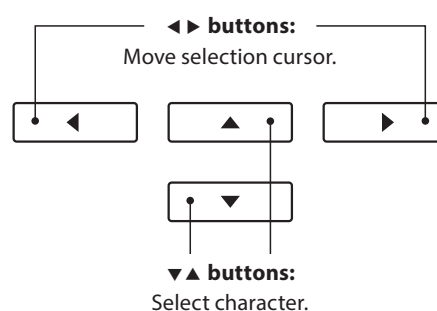 ◀ ▶ buttons:
Move selection cursor.
▼▲ buttons:
Select character.